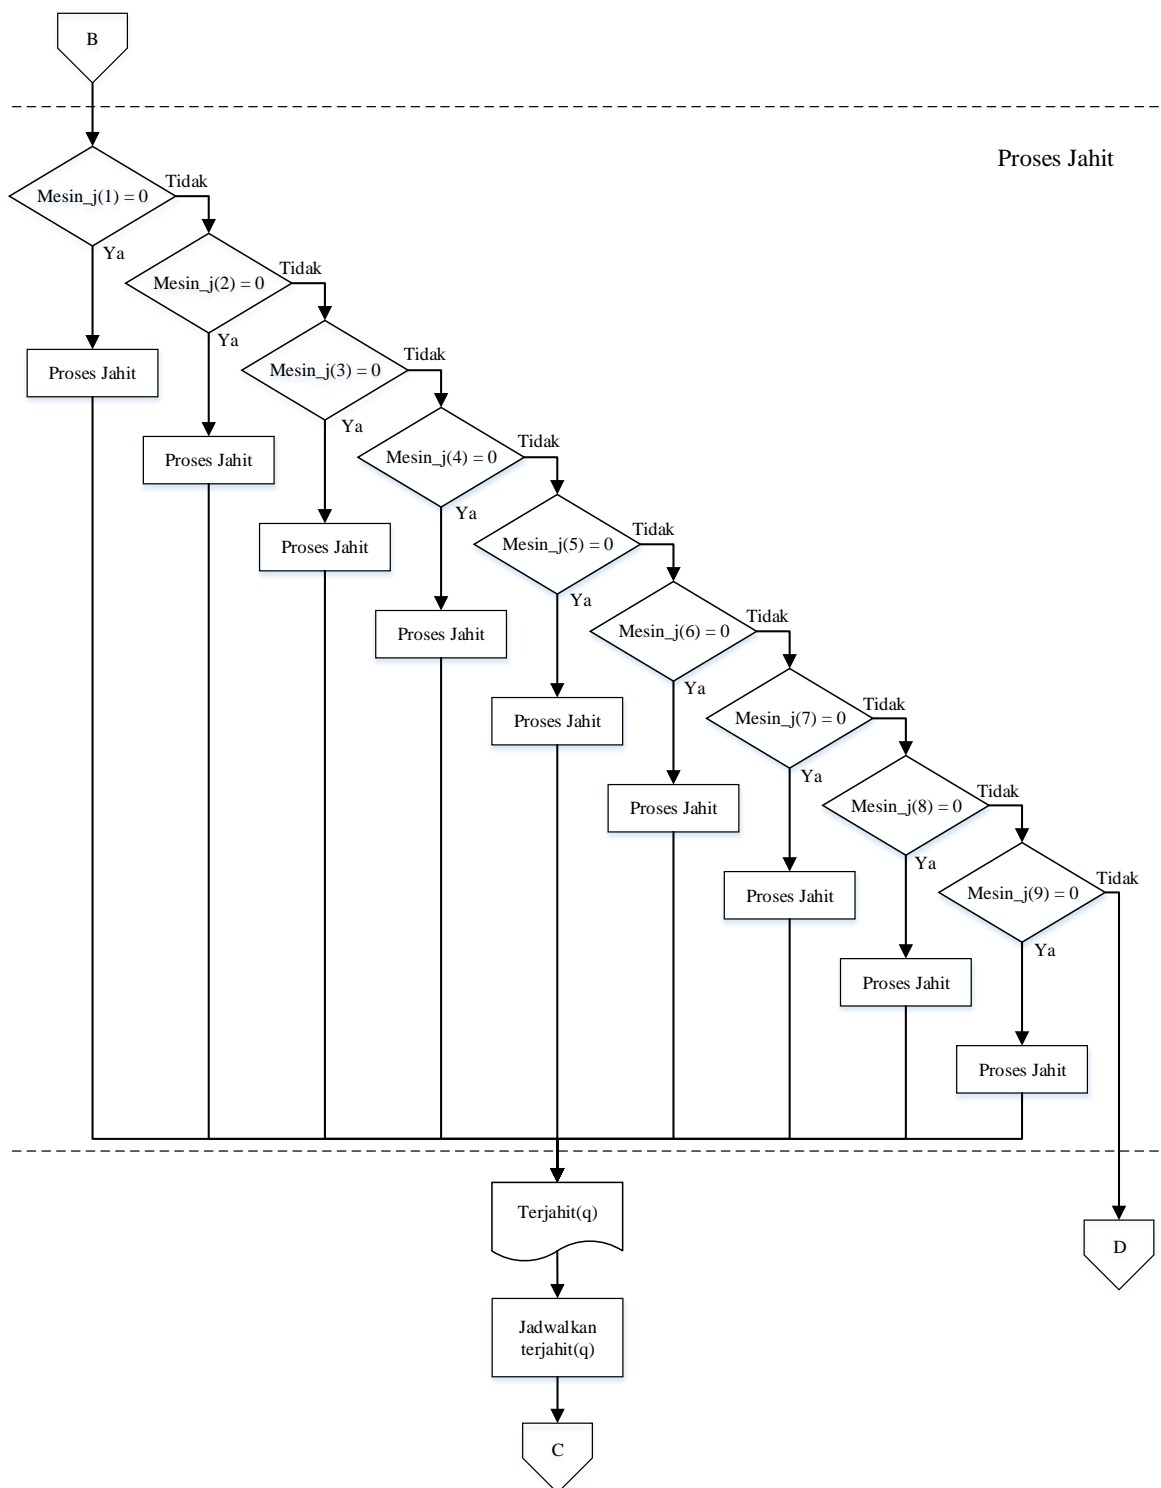 B
Proses Jahit
Mesin_j(1) = 0
Tidak
Ya
Mesin_j(2) = 0
Tidak
Ya
Proses Jahit
Mesin_j(3) = 0
Tidak
Ya
Proses Jahit
Mesin_j(4) = 0
Tidak
Ya
Proses Jahit
Mesin_j(5) = 0
Tidak
Ya
Proses Jahit
Mesin_j(6) = 0
Tidak
Ya
Proses Jahit
Mesin_j(7) = 0
Tidak
Ya
Proses Jahit
Mesin_j(8) = 0
Tidak
Ya
Proses Jahit
Mesin_j(9) = 0
Tidak
Ya
Proses Jahit
Proses Jahit
Terjahit(q)
D
Jadwalkan
terjahit(q)
C